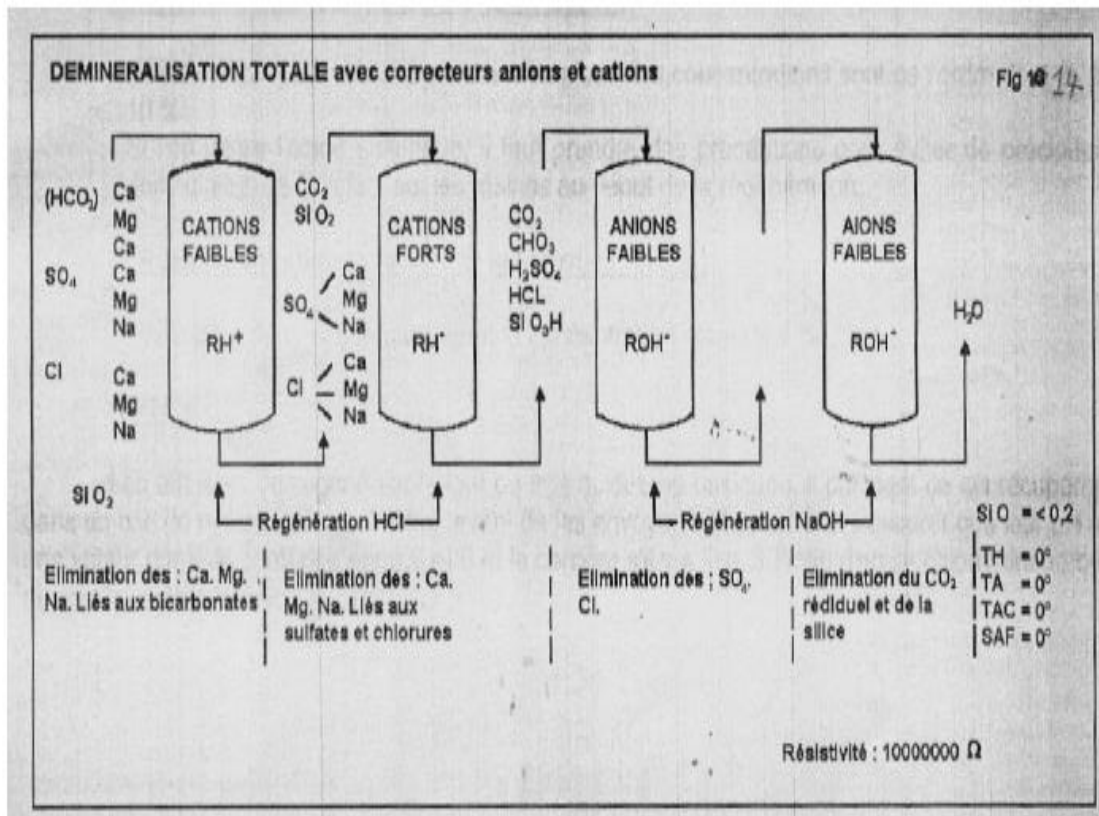 DEMINERALISATION TOTALE avec correcteurs anions et cations
Fig 10 14
(HCO3)
Ca
Mg
Ca
SO4
Ca
Mg
Na
Cl
Ca
Mg
Na
SI O2
CATIONS
FAIBLES
RH+
CO2
SI O2
SO4
Ca
Mg
Na
Cl
Ca
Mg
Na
CATIONS
FORTS
RH-
CO2
CHO3
H2SO4
HCL
SI O3H
ANIONS
FAIBLES
ROH-
AIONS
FAIBLES
ROH-
H2O
Régénération HCl
Régénération NaOH
Elimination des ; Ca. Mg.
Na. Liés aux bicarbonates
Elimination des : Ca.
Mg. Na. Liés aux
sulfates et chlorures
Elimination des ; SO4.
Cl.
Elimination du CO2
rédiduel et de la
silice
SI O = < 0,2
TH = 0°
TA = 0°
TAC = 0°
SAF = 0°
Résistivité : 10000000 Ω